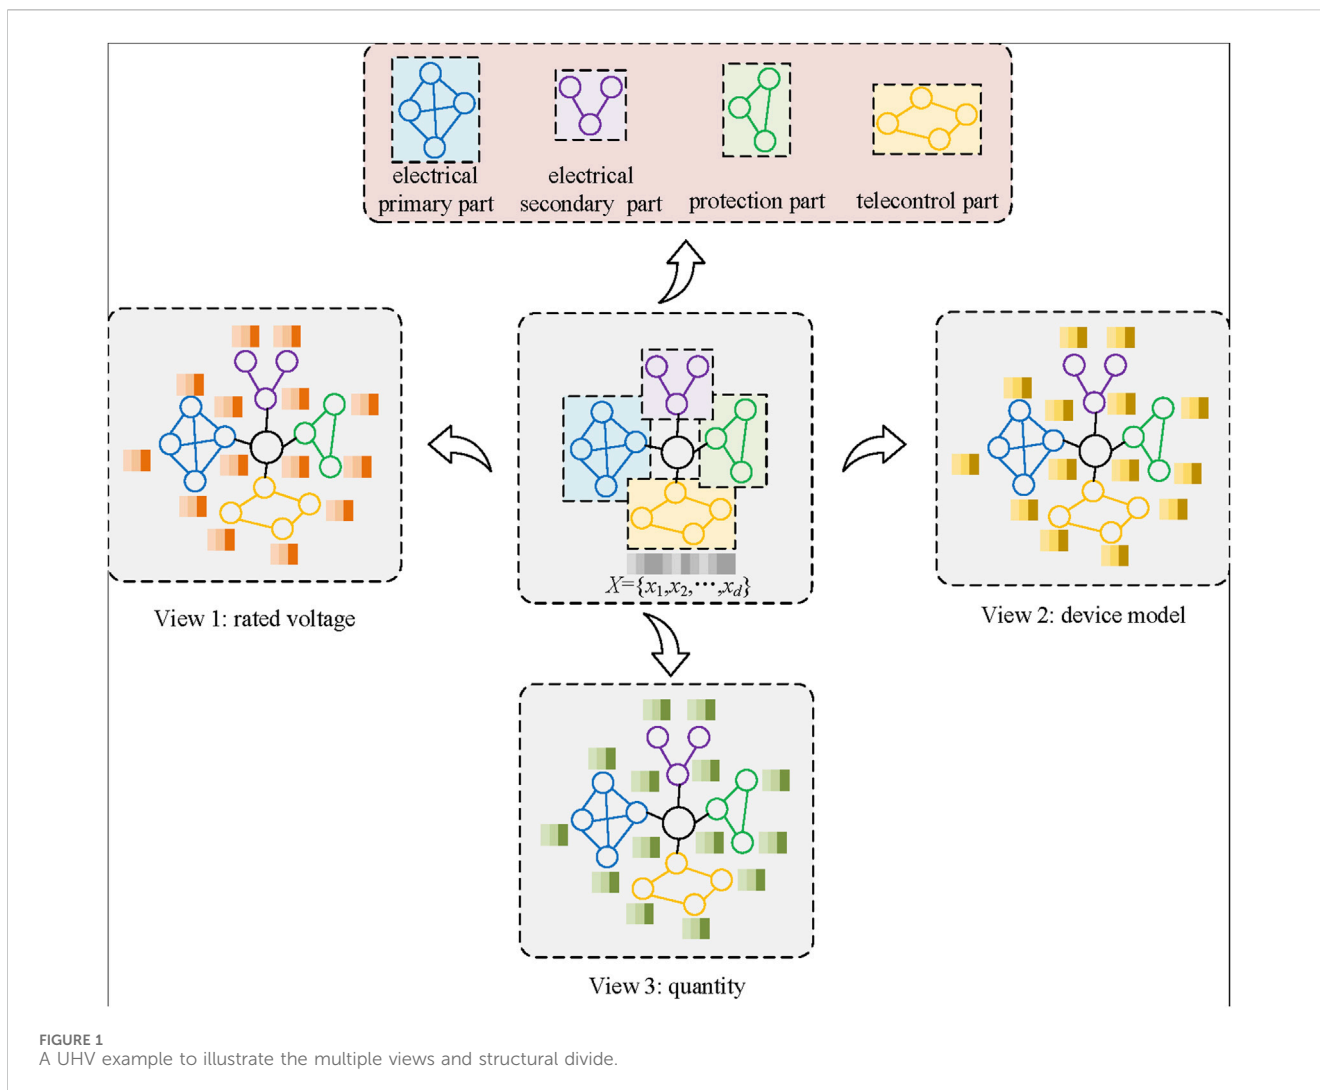 electrical
primary part
electrical
secondary part
protection part
telecontrol part
X={x₁,x₂,⋯,x_d}
View 1: rated voltage
View 2: device model
View 3: quantity
FIGURE 1
A UHV example to illustrate the multiple views and structural divide.